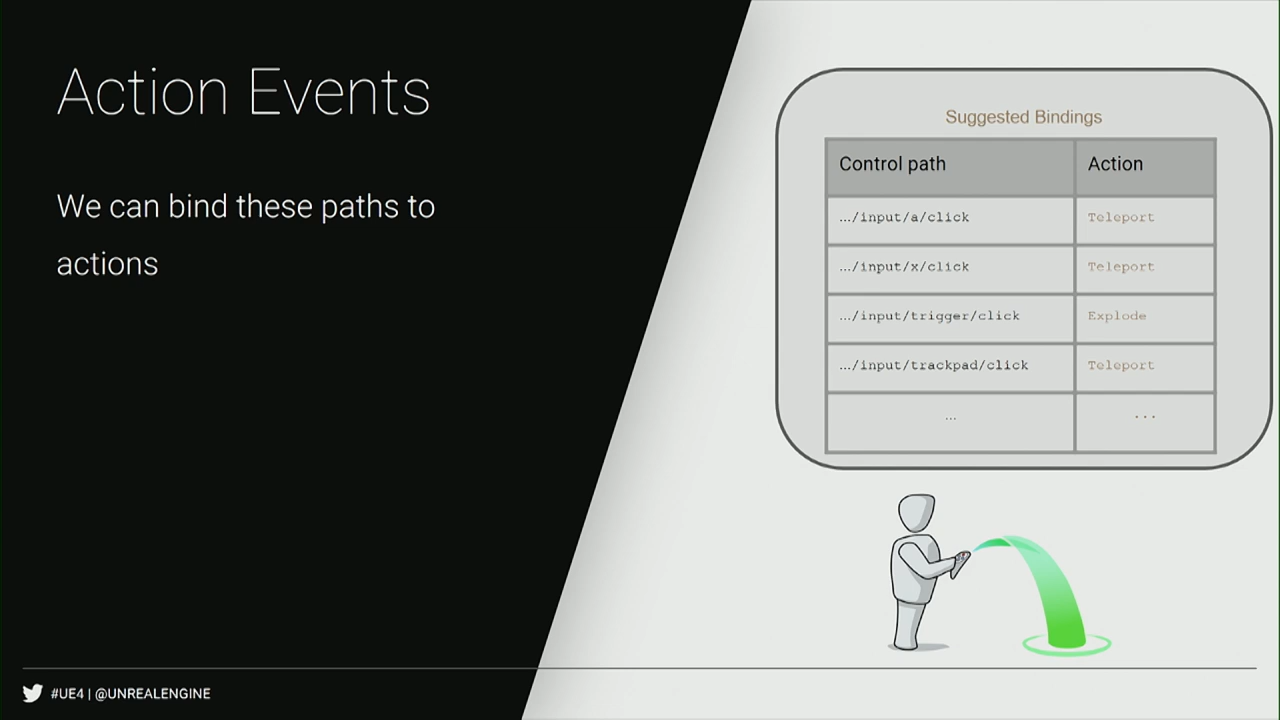 Action Events
We can bind these paths to
actions
Suggested Bindings
Control path Action
.../input/a/click Teleport
.../input/x/click Teleport
.../input/trigger/click Explode
.../input/trackpad/click Teleport
... ...
#UE4 | @UNREALENGINE